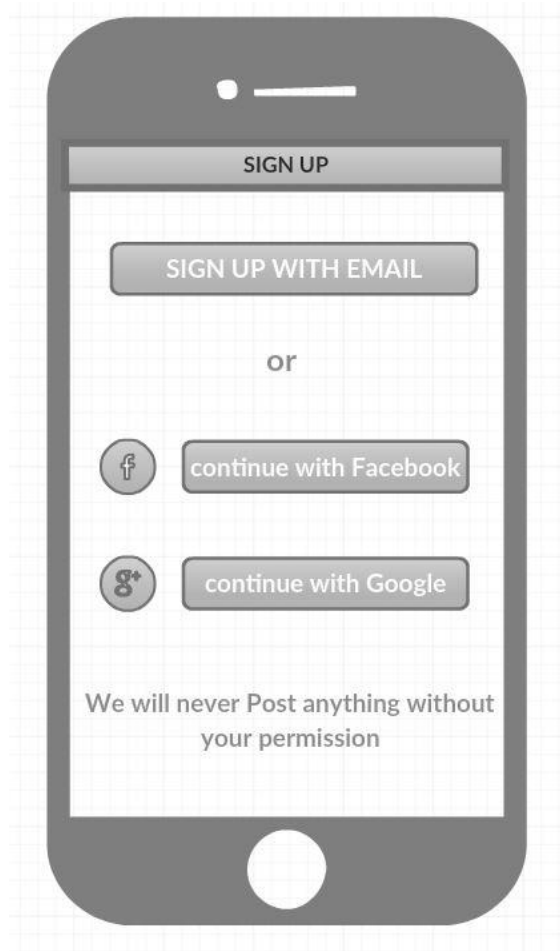 SIGN UP
SIGN UP WITH EMAIL
or
f
continue with Facebook
g+
continue with Google
We will never Post anything without
your permission